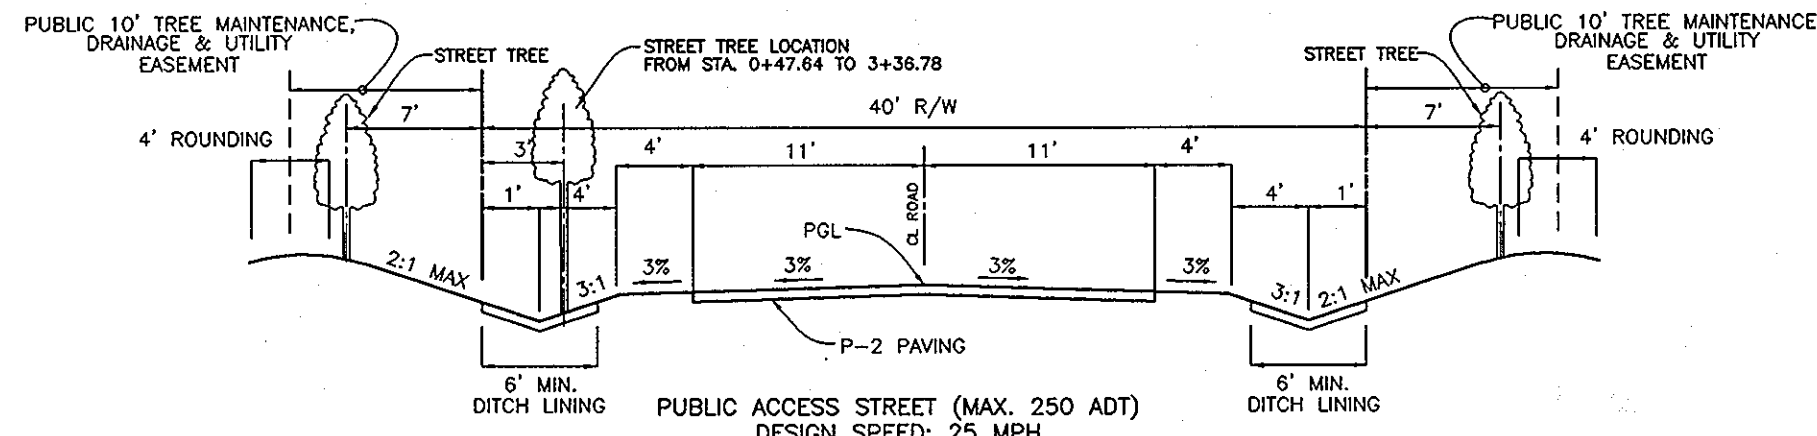 PUBLIC 10' TREE MAINTENANCE,
DRAINAGE & UTILITY
EASEMENT
STREET TREE
STREET TREE LOCATION
FROM STA. 0+47.64 TO 3+36.78
STREET TREE
PUBLIC 10' TREE MAINTENANCE
DRAINAGE & UTILITY
EASEMENT
7'
40' R/W
7'
4' ROUNDING
4' ROUNDING
3'
4'
11'
11'
4'
1'
4'
4'
1'
CL ROAD
PGL
2:1 MAX
3:1
3%
3%
3%
3%
3:1
2:1 MAX
P-2 PAVING
6' MIN.
DITCH LINING
6' MIN.
DITCH LINING
PUBLIC ACCESS STREET (MAX. 250 ADT)
DESIGN SPEED: 25 MPH